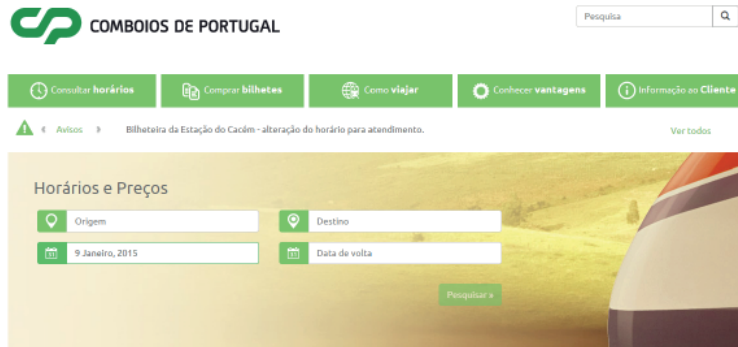 CP COMBOIOS DE PORTUGAL
Pesquisa
Consultar horários
Comprar bilhetes
Como viajar
Conhecer vantagens
Informação ao Cliente
Avisos
Bilheteira da Estação do Cacém - alteração do horário para atendimento.
Ver todos
Horários e Preços
Origem
Destino
9 Janeiro, 2015
Data de volta
Pesquisar »